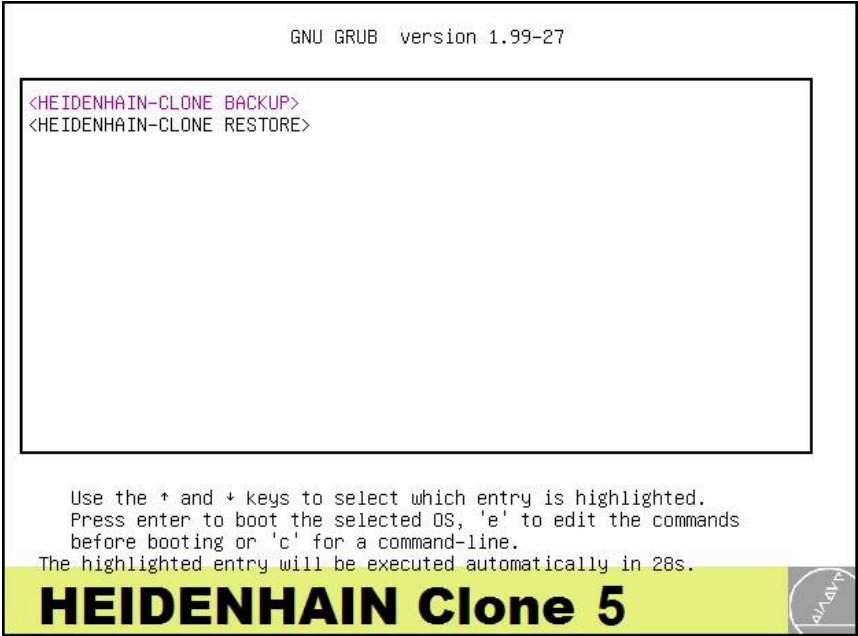 GNU GRUB  version 1.99-27
<HEIDENHAIN-CLONE BACKUP>
<HEIDENHAIN-CLONE RESTORE>
Use the ↑ and ↓ keys to select which entry is highlighted.
Press enter to boot the selected OS, 'e' to edit the commands
before booting or 'c' for a command-line.
The highlighted entry will be executed automatically in 28s.
HEIDENHAIN Clone 5